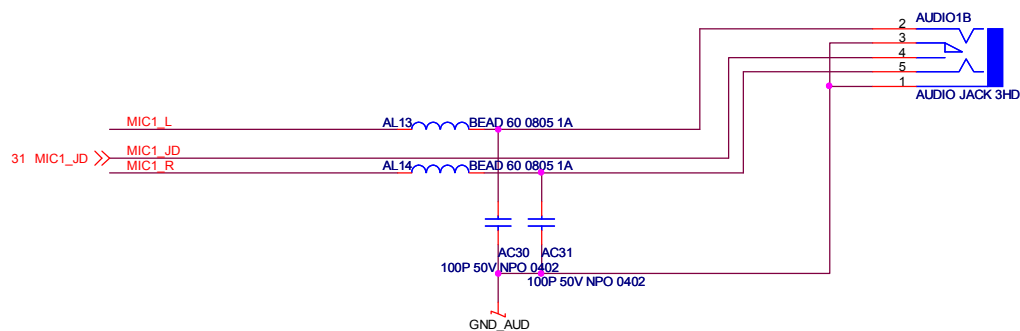 AUDIO1B
2
3
4
5
1
AUDIO JACK 3HD
MIC1_L
AL13
BEAD 60 0805 1A
31 MIC1_JD
MIC1_JD
MIC1_R
AL14
BEAD 60 0805 1A
AC30
AC31
100P 50V NPO 0402
100P 50V NPO 0402
GND_AUD